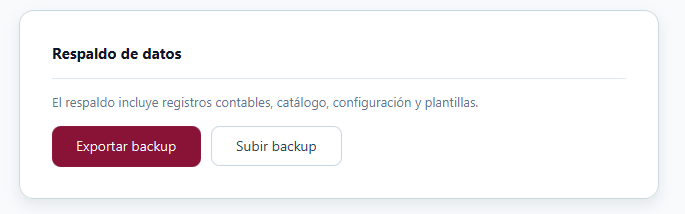 Respaldo de datos
El respaldo incluye registros contables, catálogo, configuración y plantillas.
Exportar backup
Subir backup